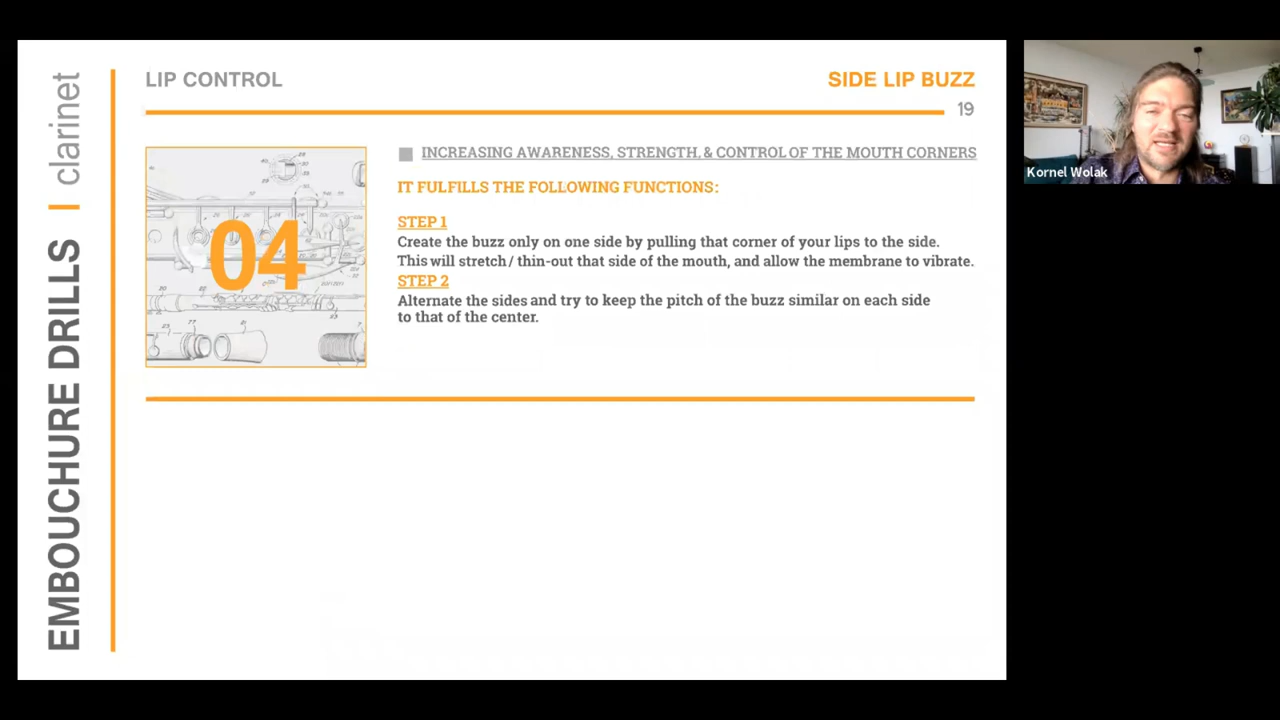 EMBOUCHURE DRILLS | clarinet
LIP CONTROL
SIDE LIP BUZZ
19
04
INCREASING AWARENESS, STRENGTH, & CONTROL OF THE MOUTH CORNERS
IT FULFILLS THE FOLLOWING FUNCTIONS:
STEP 1
Create the buzz only on one side by pulling that corner of your lips to the side.
This will stretch / thin-out that side of the mouth, and allow the membrane to vibrate.
STEP 2
Alternate the sides and try to keep the pitch of the buzz similar on each side
to that of the center.
Kornel Wolak